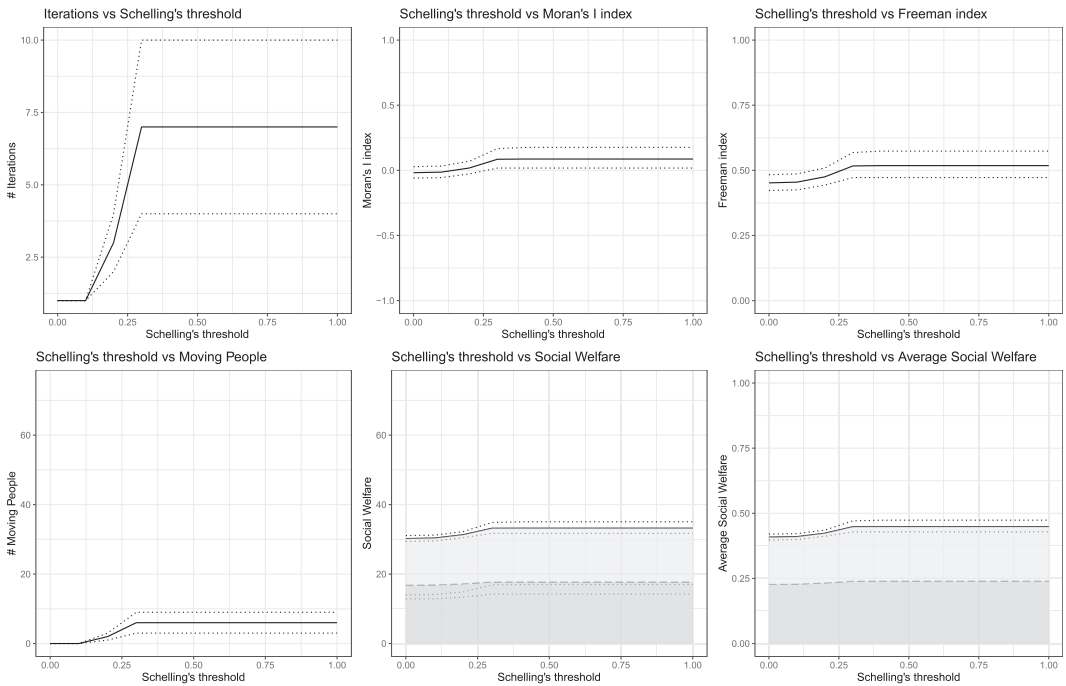 Iterations vs Schelling's threshold
10.0
7.5
5.0
2.5
# Iterations
0.00 0.25 0.50 0.75 1.00
Schelling's threshold
Schelling's threshold vs Moran's I index
1.0
0.5
0.0
−0.5
−1.0
Moran's I index
0.00 0.25 0.50 0.75 1.00
Schelling's threshold
Schelling's threshold vs Freeman index
1.00
0.75
0.50
0.25
0.00
Freeman index
0.00 0.25 0.50 0.75 1.00
Schelling's threshold
Schelling's threshold vs Moving People
60
40
20
0
# Moving People
0.00 0.25 0.50 0.75 1.00
Schelling's threshold
Schelling's threshold vs Social Welfare
60
40
20
0
Social Welfare
0.00 0.25 0.50 0.75 1.00
Schelling's threshold
Schelling's threshold vs Average Social Welfare
1.00
0.75
0.50
0.25
0.00
Average Social Welfare
0.00 0.25 0.50 0.75 1.00
Schelling's threshold